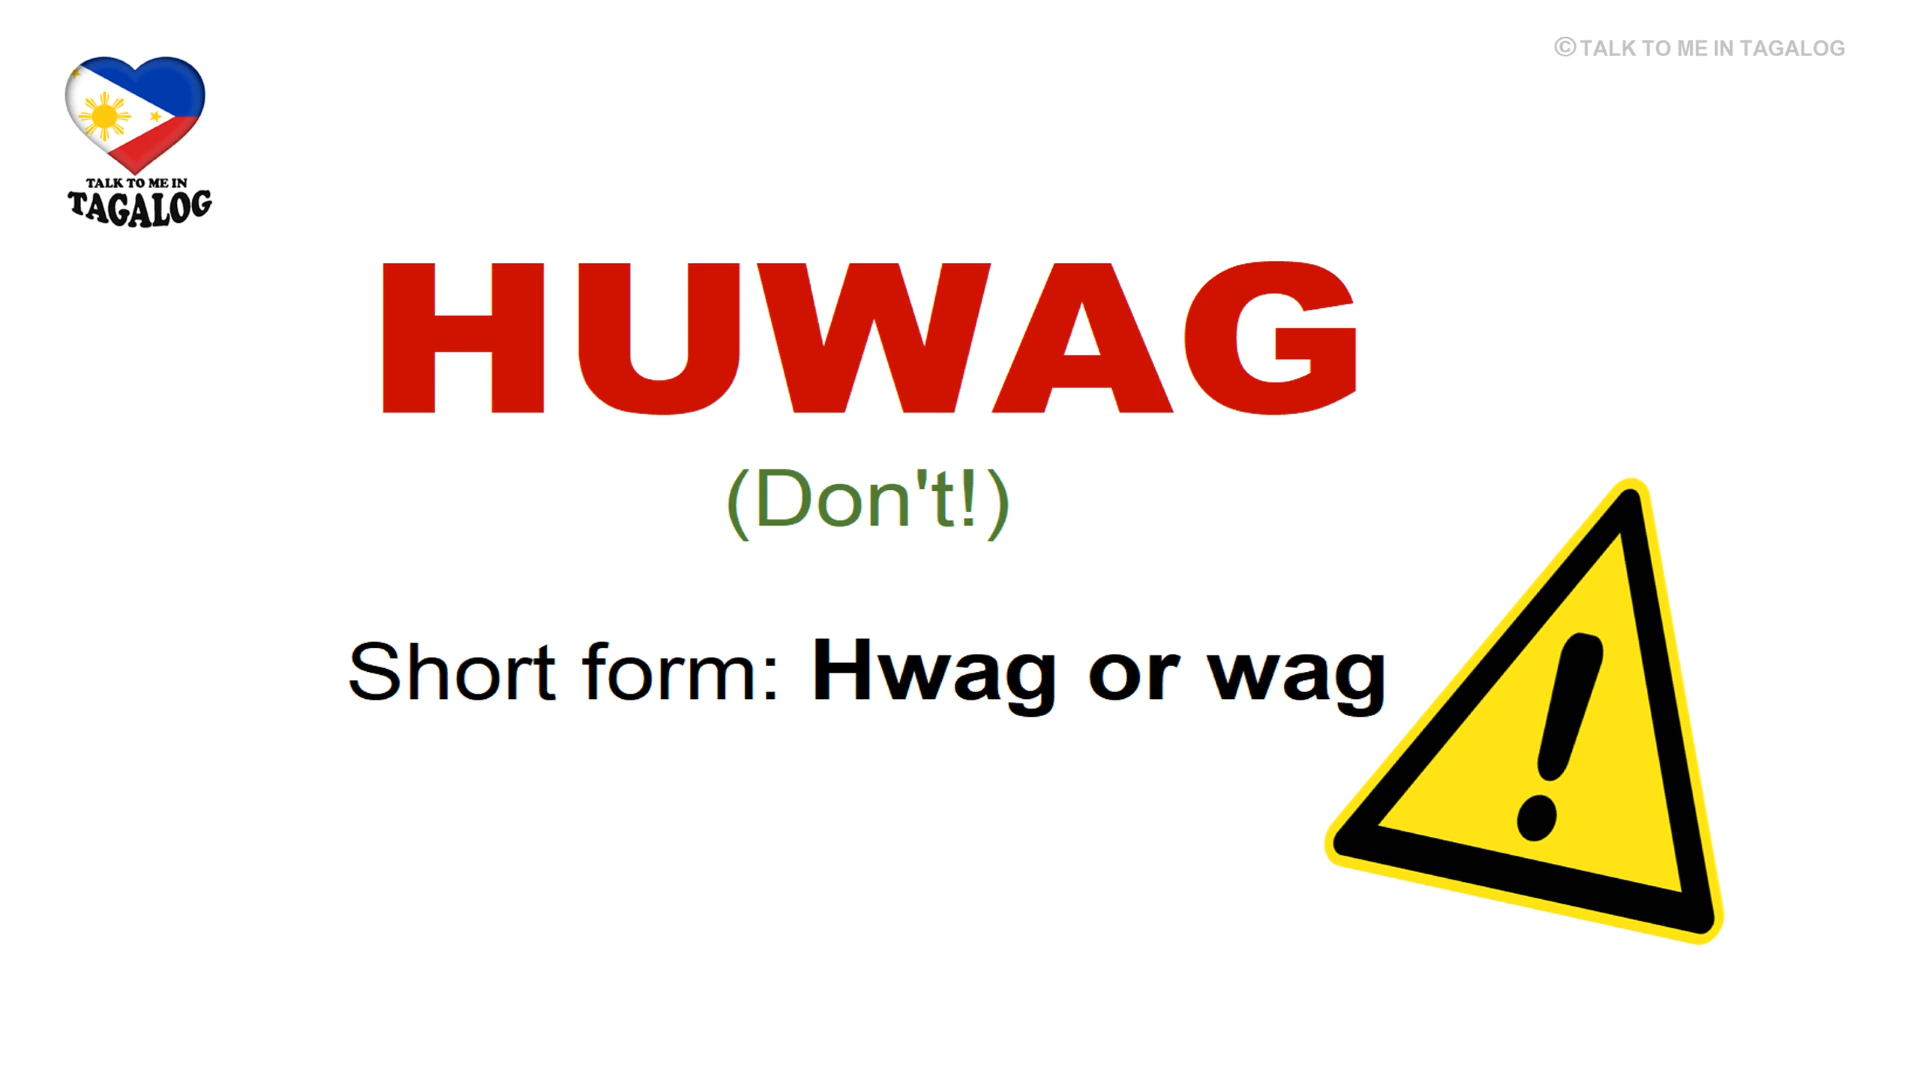 © TALK TO ME IN TAGALOG
TALK TO ME IN
TAGALOG
HUWAG
(Don't!)
Short form: Hwag or wag